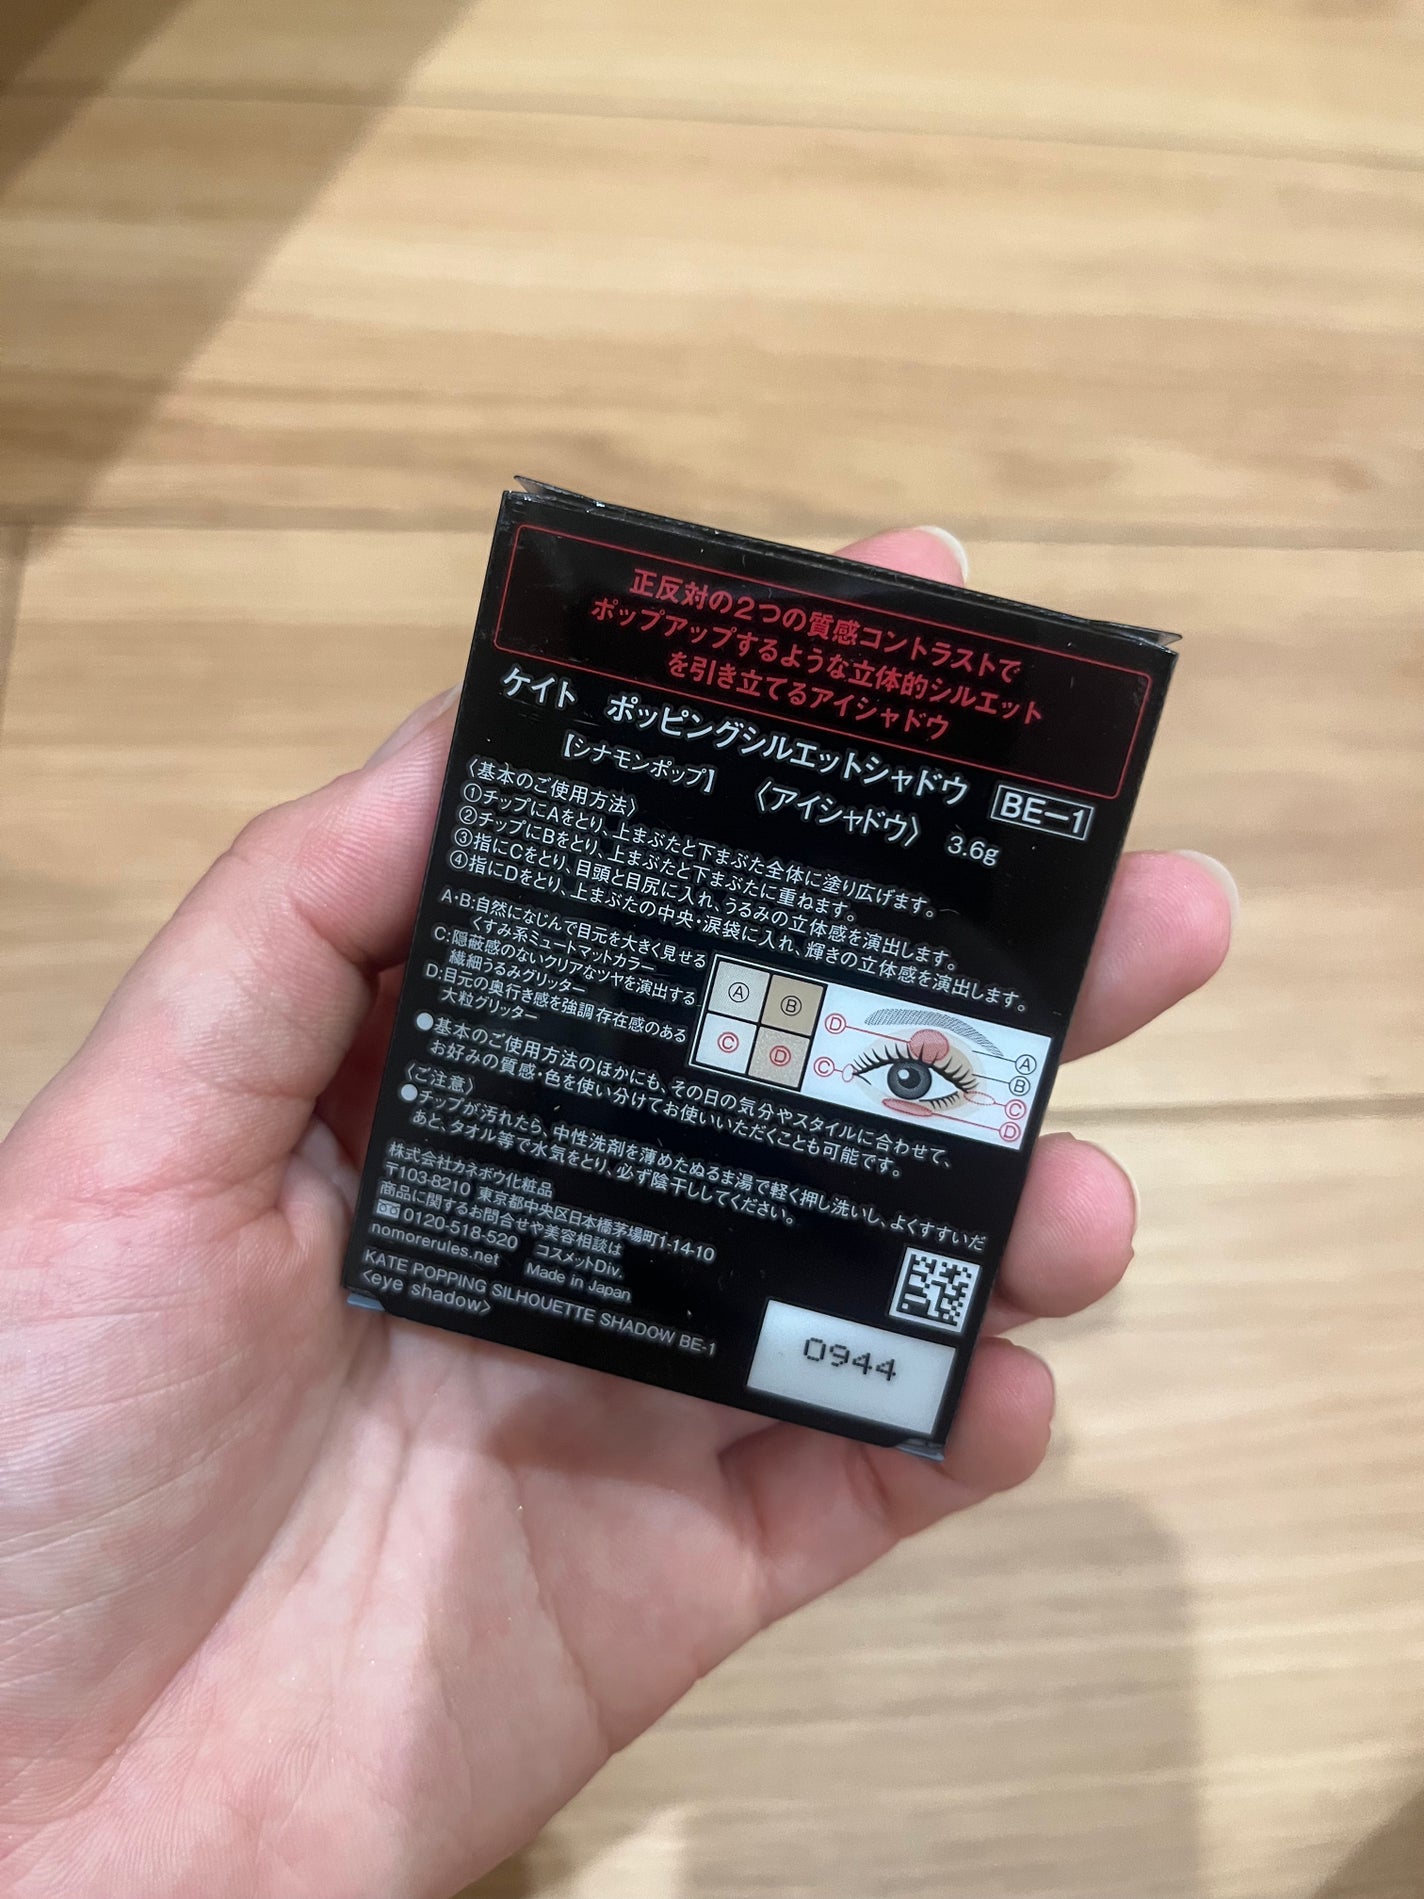 正反対の2つの質感コントラストで
ポップアップするような立体的シルエット
を引き立てるアイシャドウ
ケイト ポッピングシルエットシャドウ BE－1
【シナモンポップ】 〈アイシャドウ〉 3.6g
〈基本のご使用方法〉
①チップにAをとり、上まぶたと下まぶた全体に塗り広げます。
②チップにBをとり、上まぶたと下まぶたに重ねます。
③指にCをとり、目頭と目尻に入れ、うるみの立体感を演出します。
④指にDをとり、上まぶたの中央・涙袋に入れ、輝きの立体感を演出します。
A・B:自然になじんで目元を大きく見せる
くすみ系ミュートマットカラー
C:隠蔽感のないクリアなツヤを演出する
繊細うるみグリッター
D:目元の奥行き感を強調 存在感のある
大粒グリッター
Ⓐ Ⓑ
Ⓒ Ⓓ
Ⓓ
Ⓒ
Ⓐ
Ⓑ
Ⓒ
Ⓓ
●基本のご使用方法のほかにも、その日の気分やスタイルに合わせて、
お好みの質感・色を使い分けてお使いいただくことも可能です。
〈ご注意〉
●チップが汚れたら、中性洗剤を薄めたぬるま湯で軽く押し洗いし、よくすすいだ
あと、タオル等で水気をとり、必ず陰干ししてください。
株式会社カネボウ化粧品
〒103-8210 東京都中央区日本橋茅場町1-14-10
商品に関するお問合せや美容相談は
0120-518-520 コスメットDiv.
nomorerules.net Made in Japan
KATE POPPING SILHOUETTE SHADOW BE-1
<eye shadow>
0944